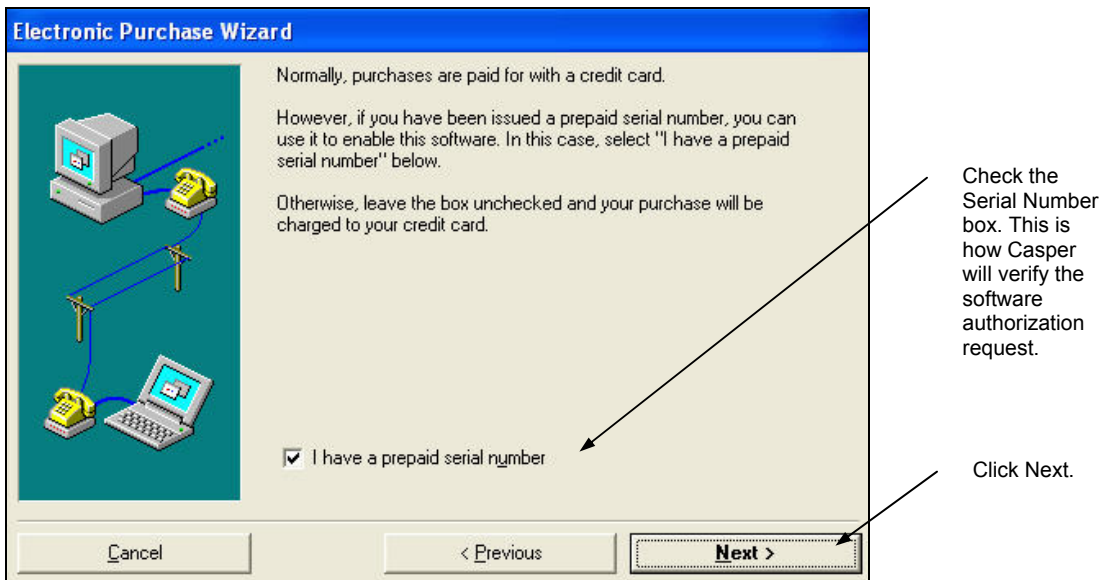 Electronic Purchase Wizard
Normally, purchases are paid for with a credit card.
However, if you have been issued a prepaid serial number, you can
use it to enable this software. In this case, select "I have a prepaid
serial number" below.
Otherwise, leave the box unchecked and your purchase will be
charged to your credit card.
I have a prepaid serial number
Cancel
< Previous
Next >
Check the
Serial Number
box. This is
how Casper
will verify the
software
authorization
request.
Click Next.